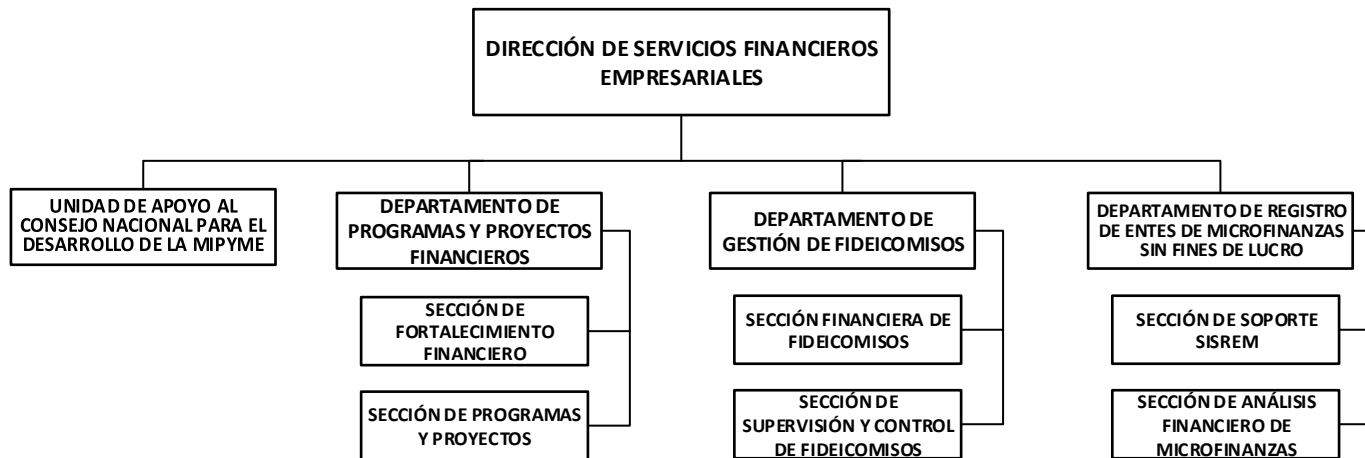 DIRECCIÓN DE SERVICIOS FINANCIEROS
EMPRESARIALES
UNIDAD DE APOYO AL
CONSEJO NACIONAL PARA EL
DESARROLLO DE LA MIPYME
DEPARTAMENTO DE
PROGRAMAS Y PROYECTOS
FINANCIEROS
DEPARTAMENTO DE
GESTIÓN DE FIDEICOMISOS
DEPARTAMENTO DE REGISTRO
DE ENTES DE MICROFINANZAS
SIN FINES DE LUCRO
SECCIÓN DE
FORTALECIMIENTO
FINANCIERO
SECCIÓN FINANCIERA DE
FIDEICOMISOS
SECCIÓN DE SOPORTE
SISREM
SECCIÓN DE PROGRAMAS
Y PROYECTOS
SECCIÓN DE
SUPERVISIÓN Y CONTROL
DE FIDEICOMISOS
SECCIÓN DE ANÁLISIS
FINANCIERO DE
MICROFINANZAS